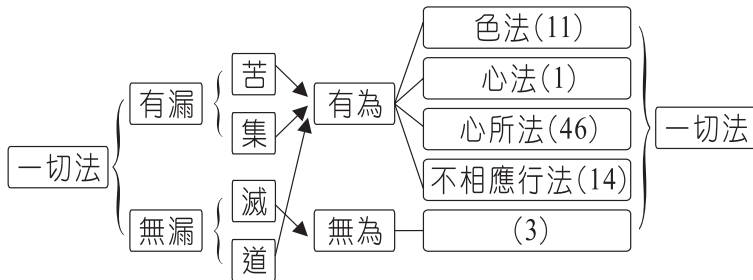 一切法
有漏
無漏
苦
集
滅
道
有為
無為
色法(11)
心法(1)
心所法(46)
不相應行法(14)
(3)
一切法